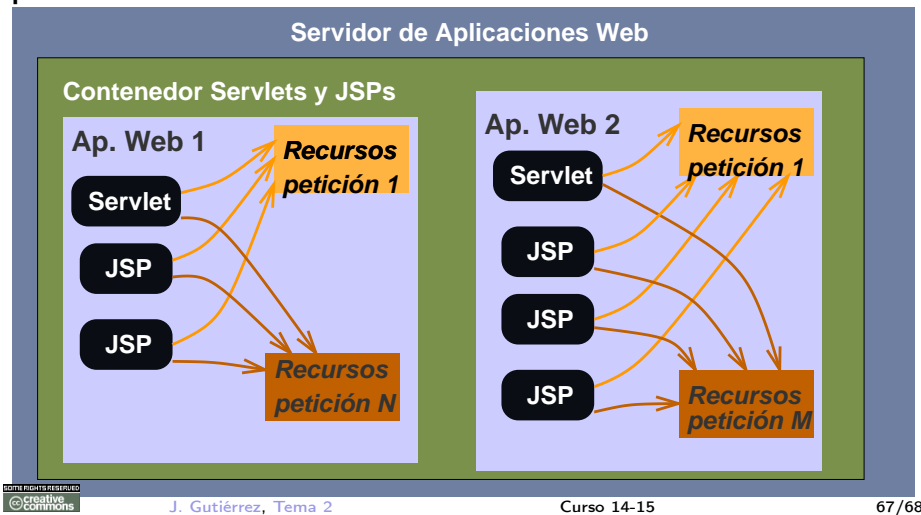 Servidor de Aplicaciones Web
Contenedor Servlets y JSPs
Ap. Web 1
Recursos
petición 1
Servlet
JSP
JSP
Recursos
petición N
Ap. Web 2
Recursos
petición 1
Servlet
JSP
JSP
JSP
Recursos
petición M
SOME RIGHTS RESERVED
cc creative
commons
J. Gutiérrez, Tema 2
Curso 14-15
67/68